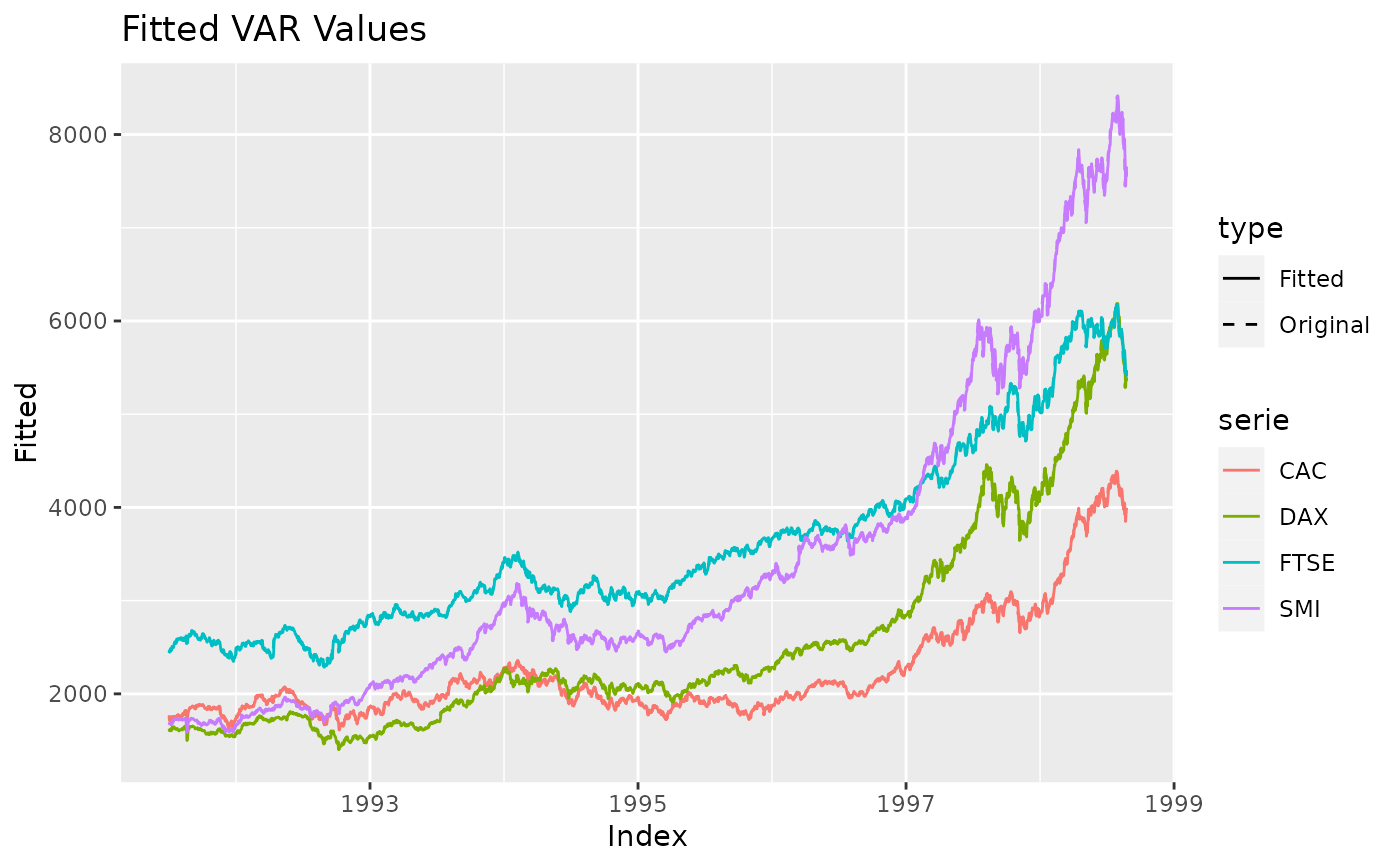 Fitted VAR Values
8000
6000
4000
2000
Fitted
1993
1995
1997
1999
Index
type
Fitted
Original
serie
CAC
DAX
FTSE
SMI